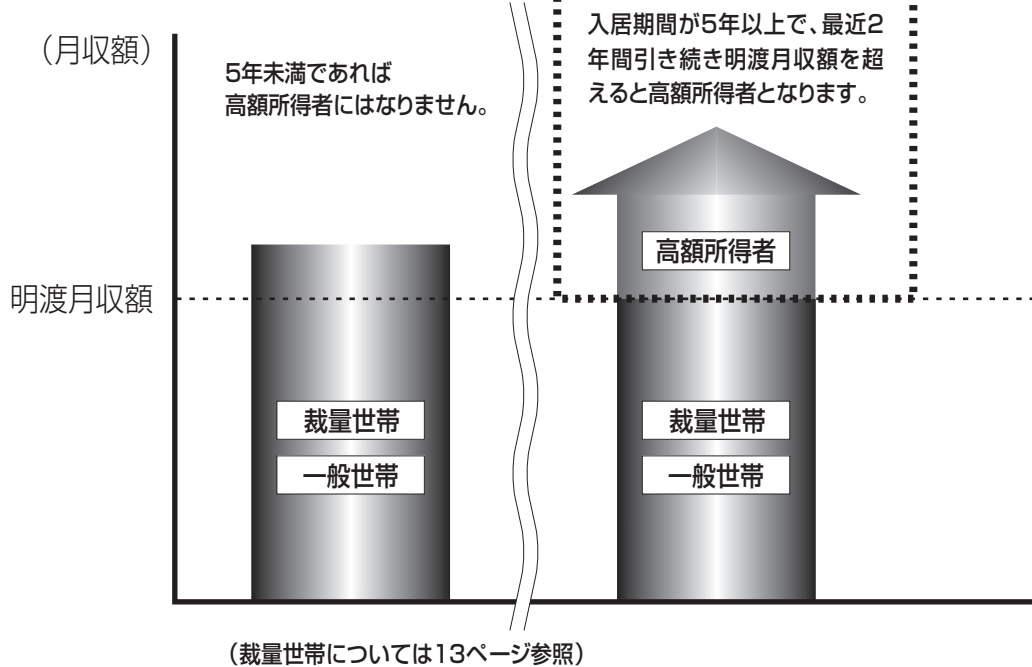 （月収額）
5年未満であれば
高額所得者にはなりません。
入居期間が5年以上で、最近2
年間引き続き明渡月収額を超
えると高額所得者となります。
高額所得者
明渡月収額
裁量世帯
一般世帯
裁量世帯
一般世帯
（裁量世帯については13ページ参照）